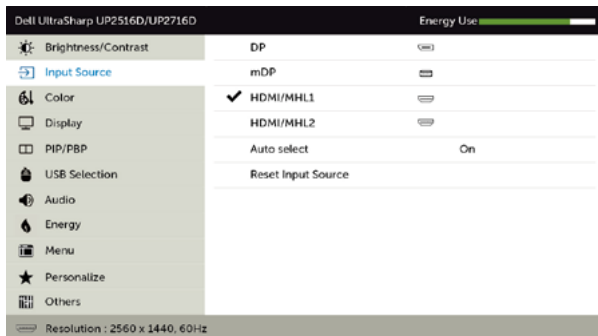 Dell UltraSharp UP2516D/UP2716D
Energy Use
Brightness/Contrast
Input Source
Color
Display
PIP/PBP
USB Selection
Audio
Energy
Menu
Personalize
Others
DP
mDP
HDMI/MHL1
HDMI/MHL2
Auto select On
Reset Input Source
Resolution : 2560 x 1440, 60Hz